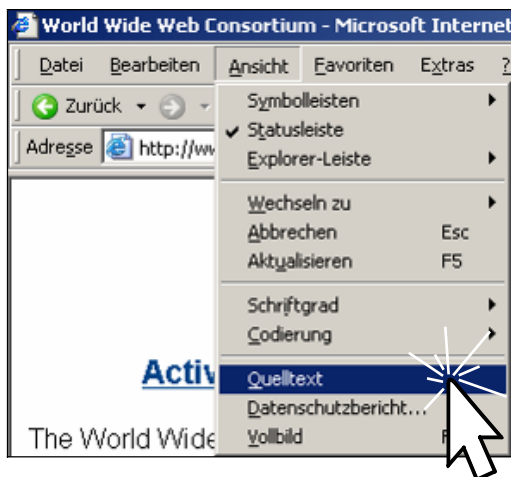 World Wide Web Consortium - Microsoft Internet
Datei Bearbeiten Ansicht Favoriten Extras ?
Zurück
Adresse http://ww
Symbolleisten
Statusleiste
Explorer-Leiste
Wechseln zu
Abbrechen Esc
Aktualisieren F5
Schriftgrad
Codierung
Quelltext
Datenschutzbericht...
Vollbild F
Activ
The World Wide